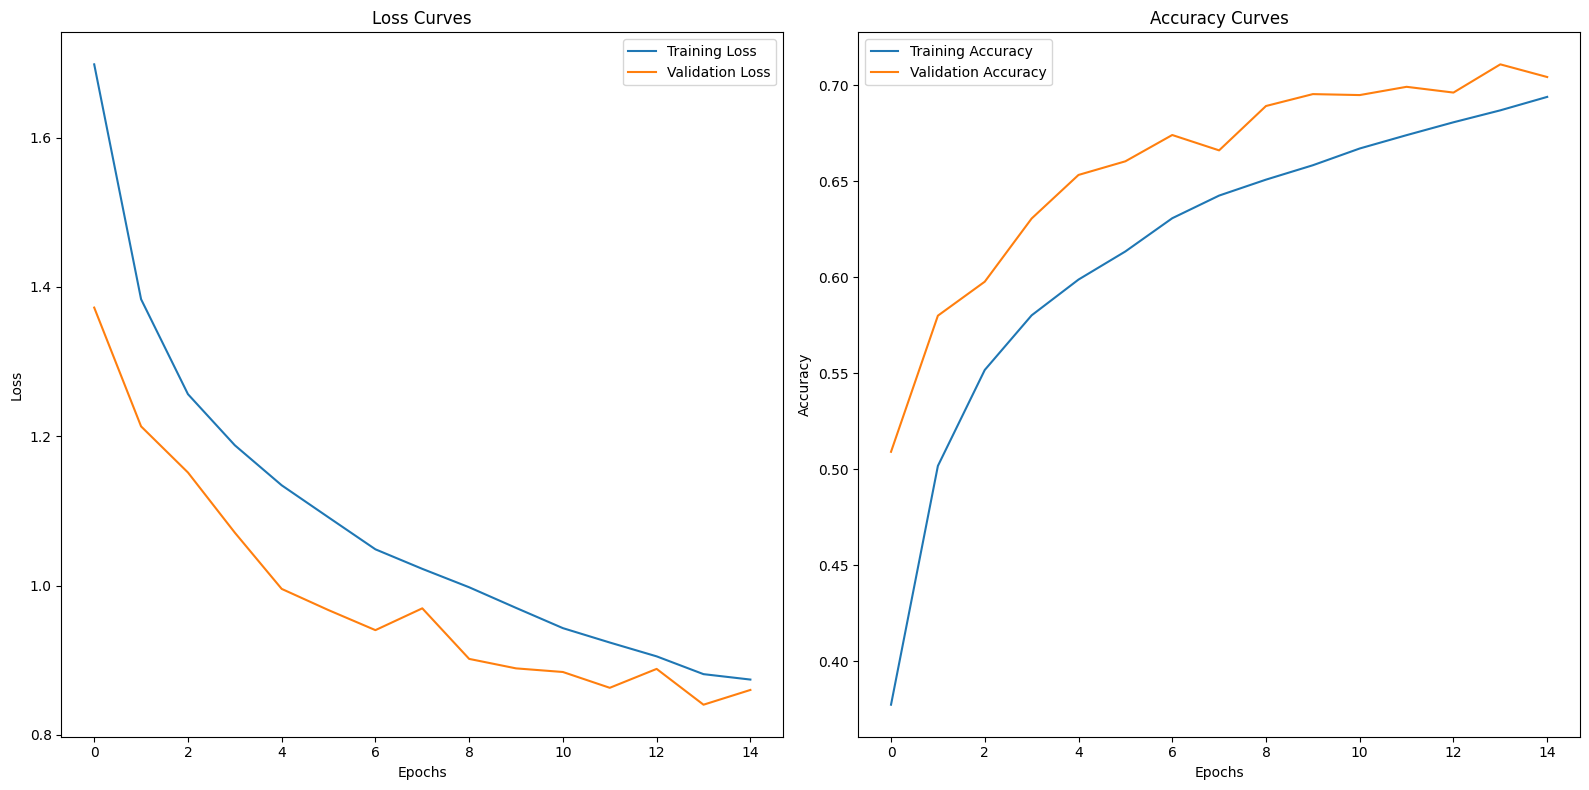 Loss Curves
Training Loss
Validation Loss
1.6
1.4
1.2
1.0
0.8
Loss
0
2
4
6
8
10
12
14
Epochs
Accuracy Curves
Training Accuracy
Validation Accuracy
0.70
0.65
0.60
0.55
0.50
0.45
0.40
Accuracy
0
2
4
6
8
10
12
14
Epochs